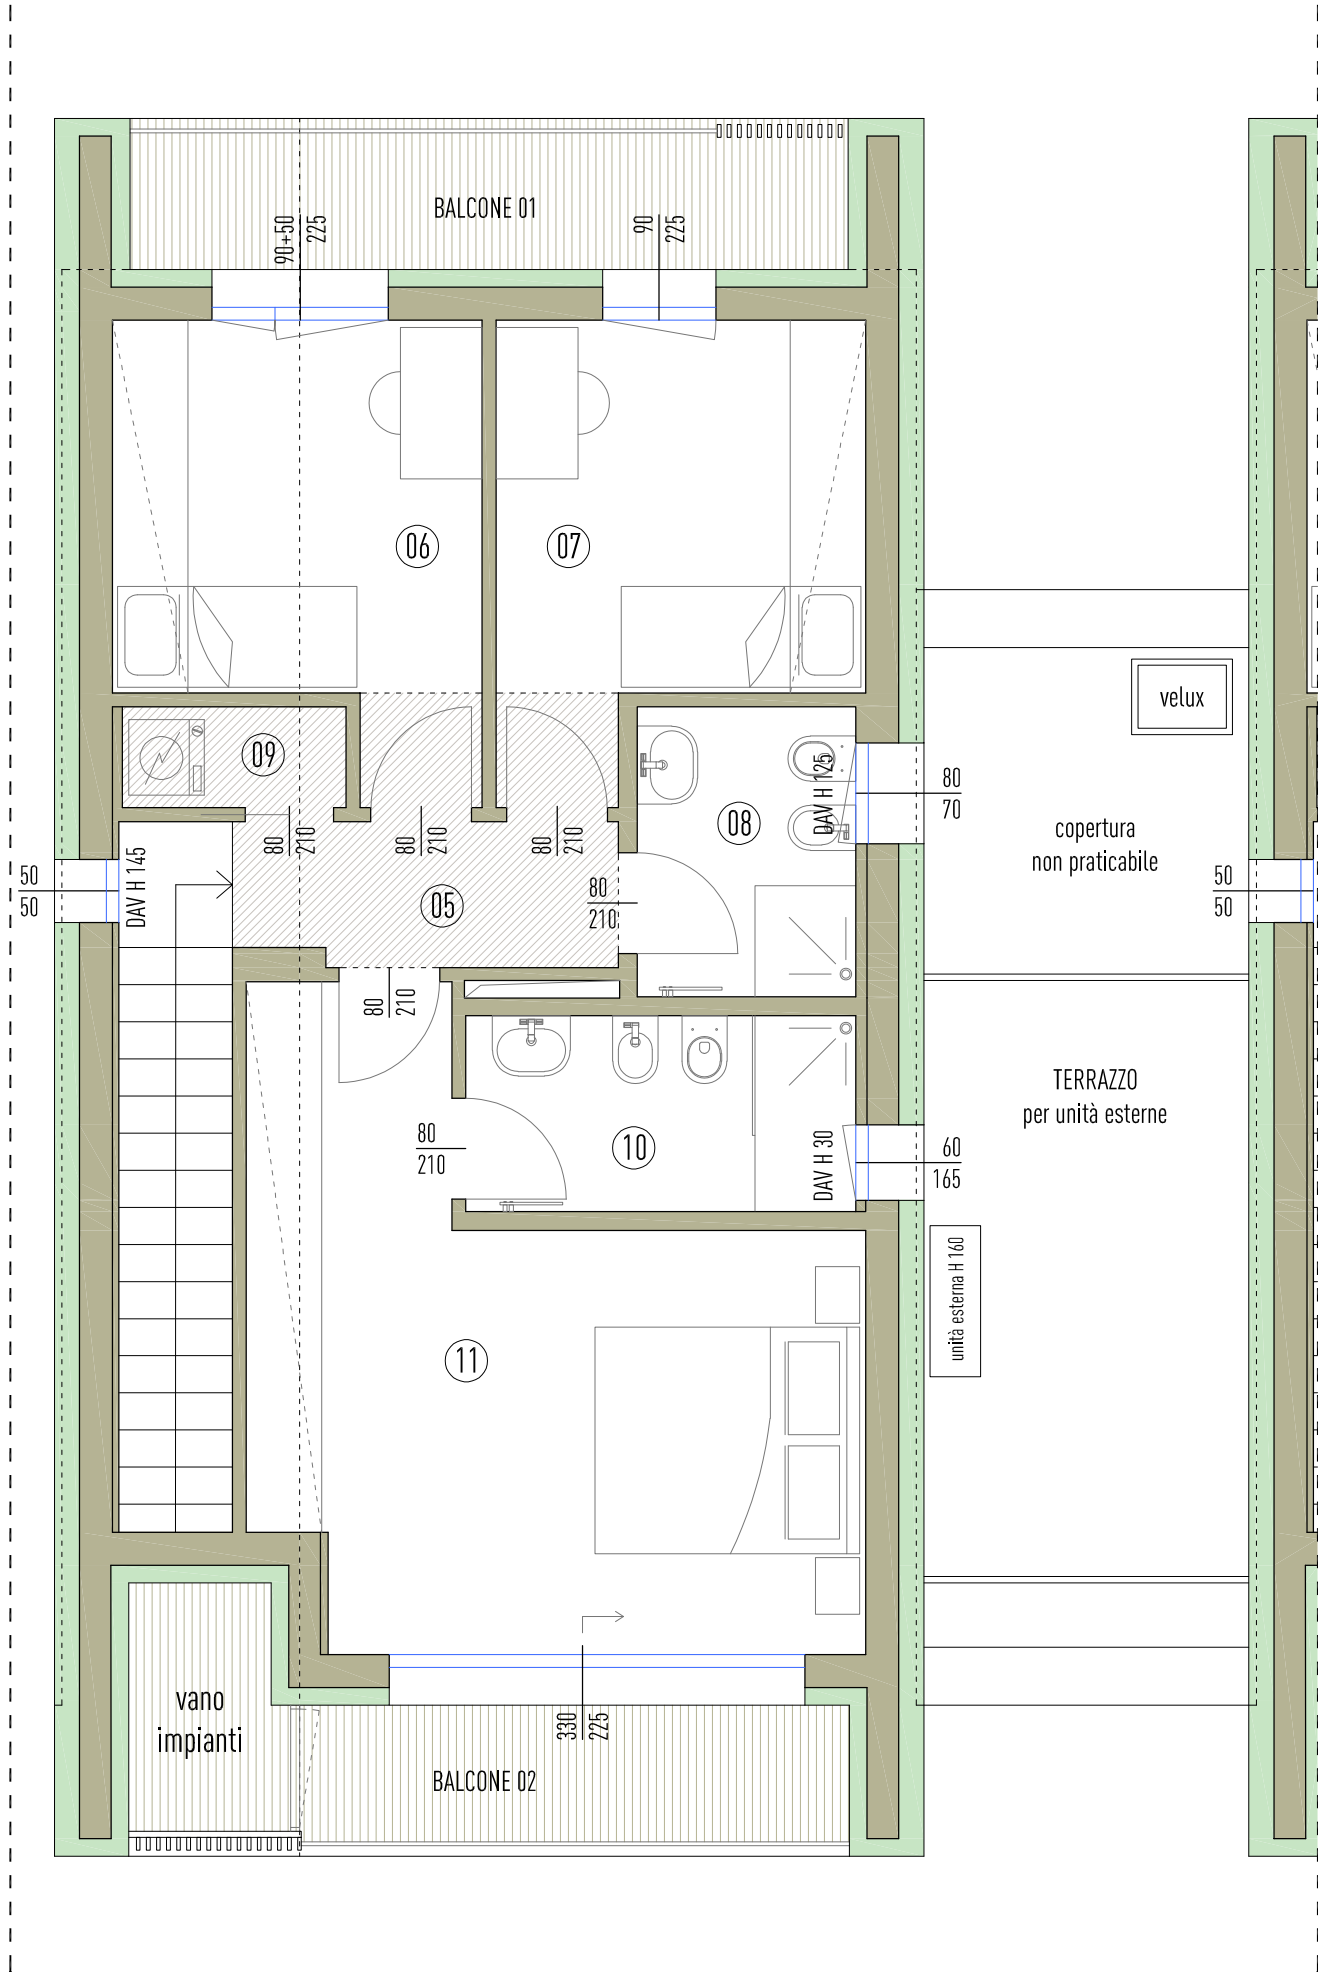 BALCONE 01
90+50
225
90
225
06
07
velux
09
80
210
80
210
80
210
08
DAV H 125
80
70
copertura
non praticabile
50
50
DAV H 145
05
80
210
50
50
80
210
TERRAZZO
per unità esterne
80
210
10
DAV H 30
60
165
unità esterna H 160
11
vano
impianti
330
225
BALCONE 02